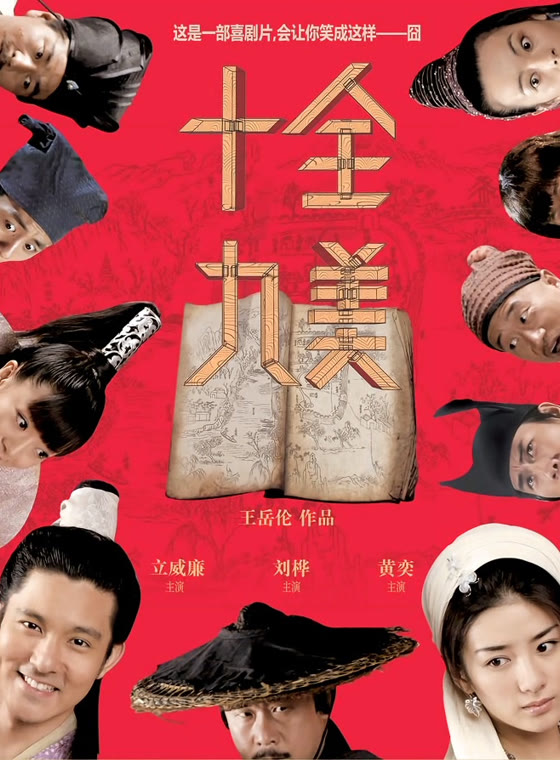 这是一部喜剧片,会让你笑成这样——囧
十全
九美
王岳伦 作品
立威廉 刘桦 黄奕
主演 主演 主演